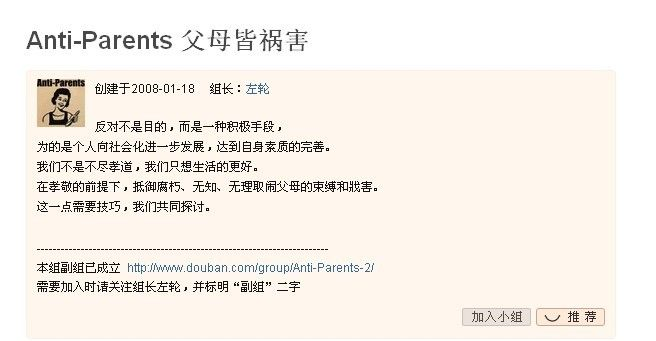 Anti-Parents 父母皆祸害
Anti-Parents
创建于2008-01-18 组长：左轮
反对不是目的，而是一种积极手段，
为的是个人向社会化进一步发展，达到自身素质的完善。
我们不是不尽孝道，我们只想生活的更好。
在孝敬的前提下，抵御腐朽、无知、无理取闹父母的束缚和戕害。
这一点需要技巧，我们共同探讨。
-------------------------------------------------------------------------
本组副组已成立 http://www.douban.com/group/Anti-Parents-2/
需要加入时请关注组长左轮，并标明“副组”二字
加入小组 推荐